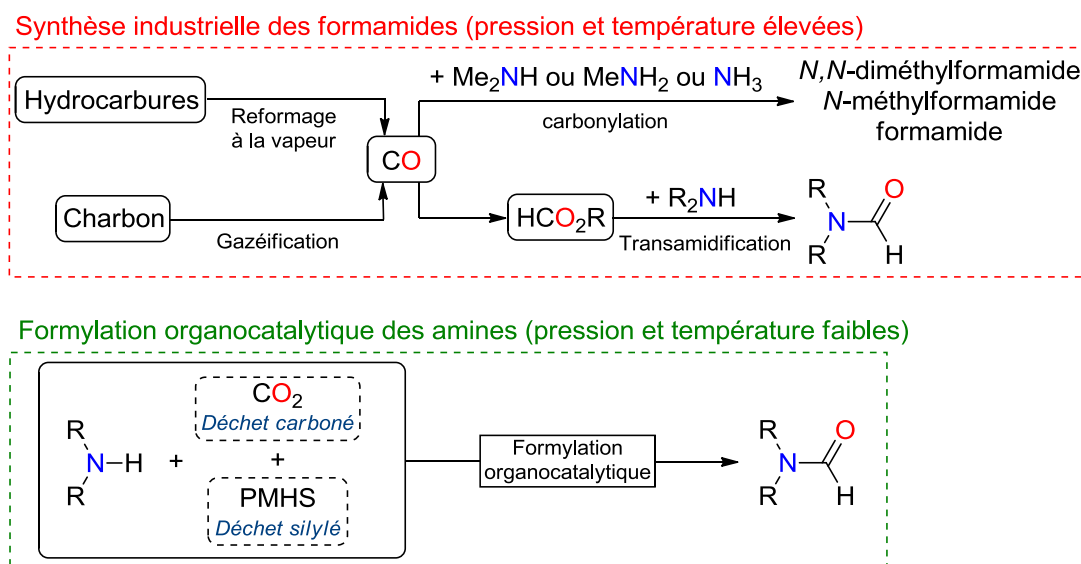 Synthèse industrielle des formamides (pression et température élevées)
+ Me₂NH ou MeNH₂ ou NH₃
N,N-diméthylformamide
N-méthylformamide
formamide
Hydrocarbures
Reformage
à la vapeur
carbonylation
CO
Charbon
Gazéification
HCO₂R
+ R₂NH
Transamidification
R
N
R
O
H
Formylation organocatalytique des amines (pression et température faibles)
R
N-H
R
+
CO₂
Déchet carboné
+
PMHS
Déchet silylé
Formylation
organocatalytique
R
N
R
O
H